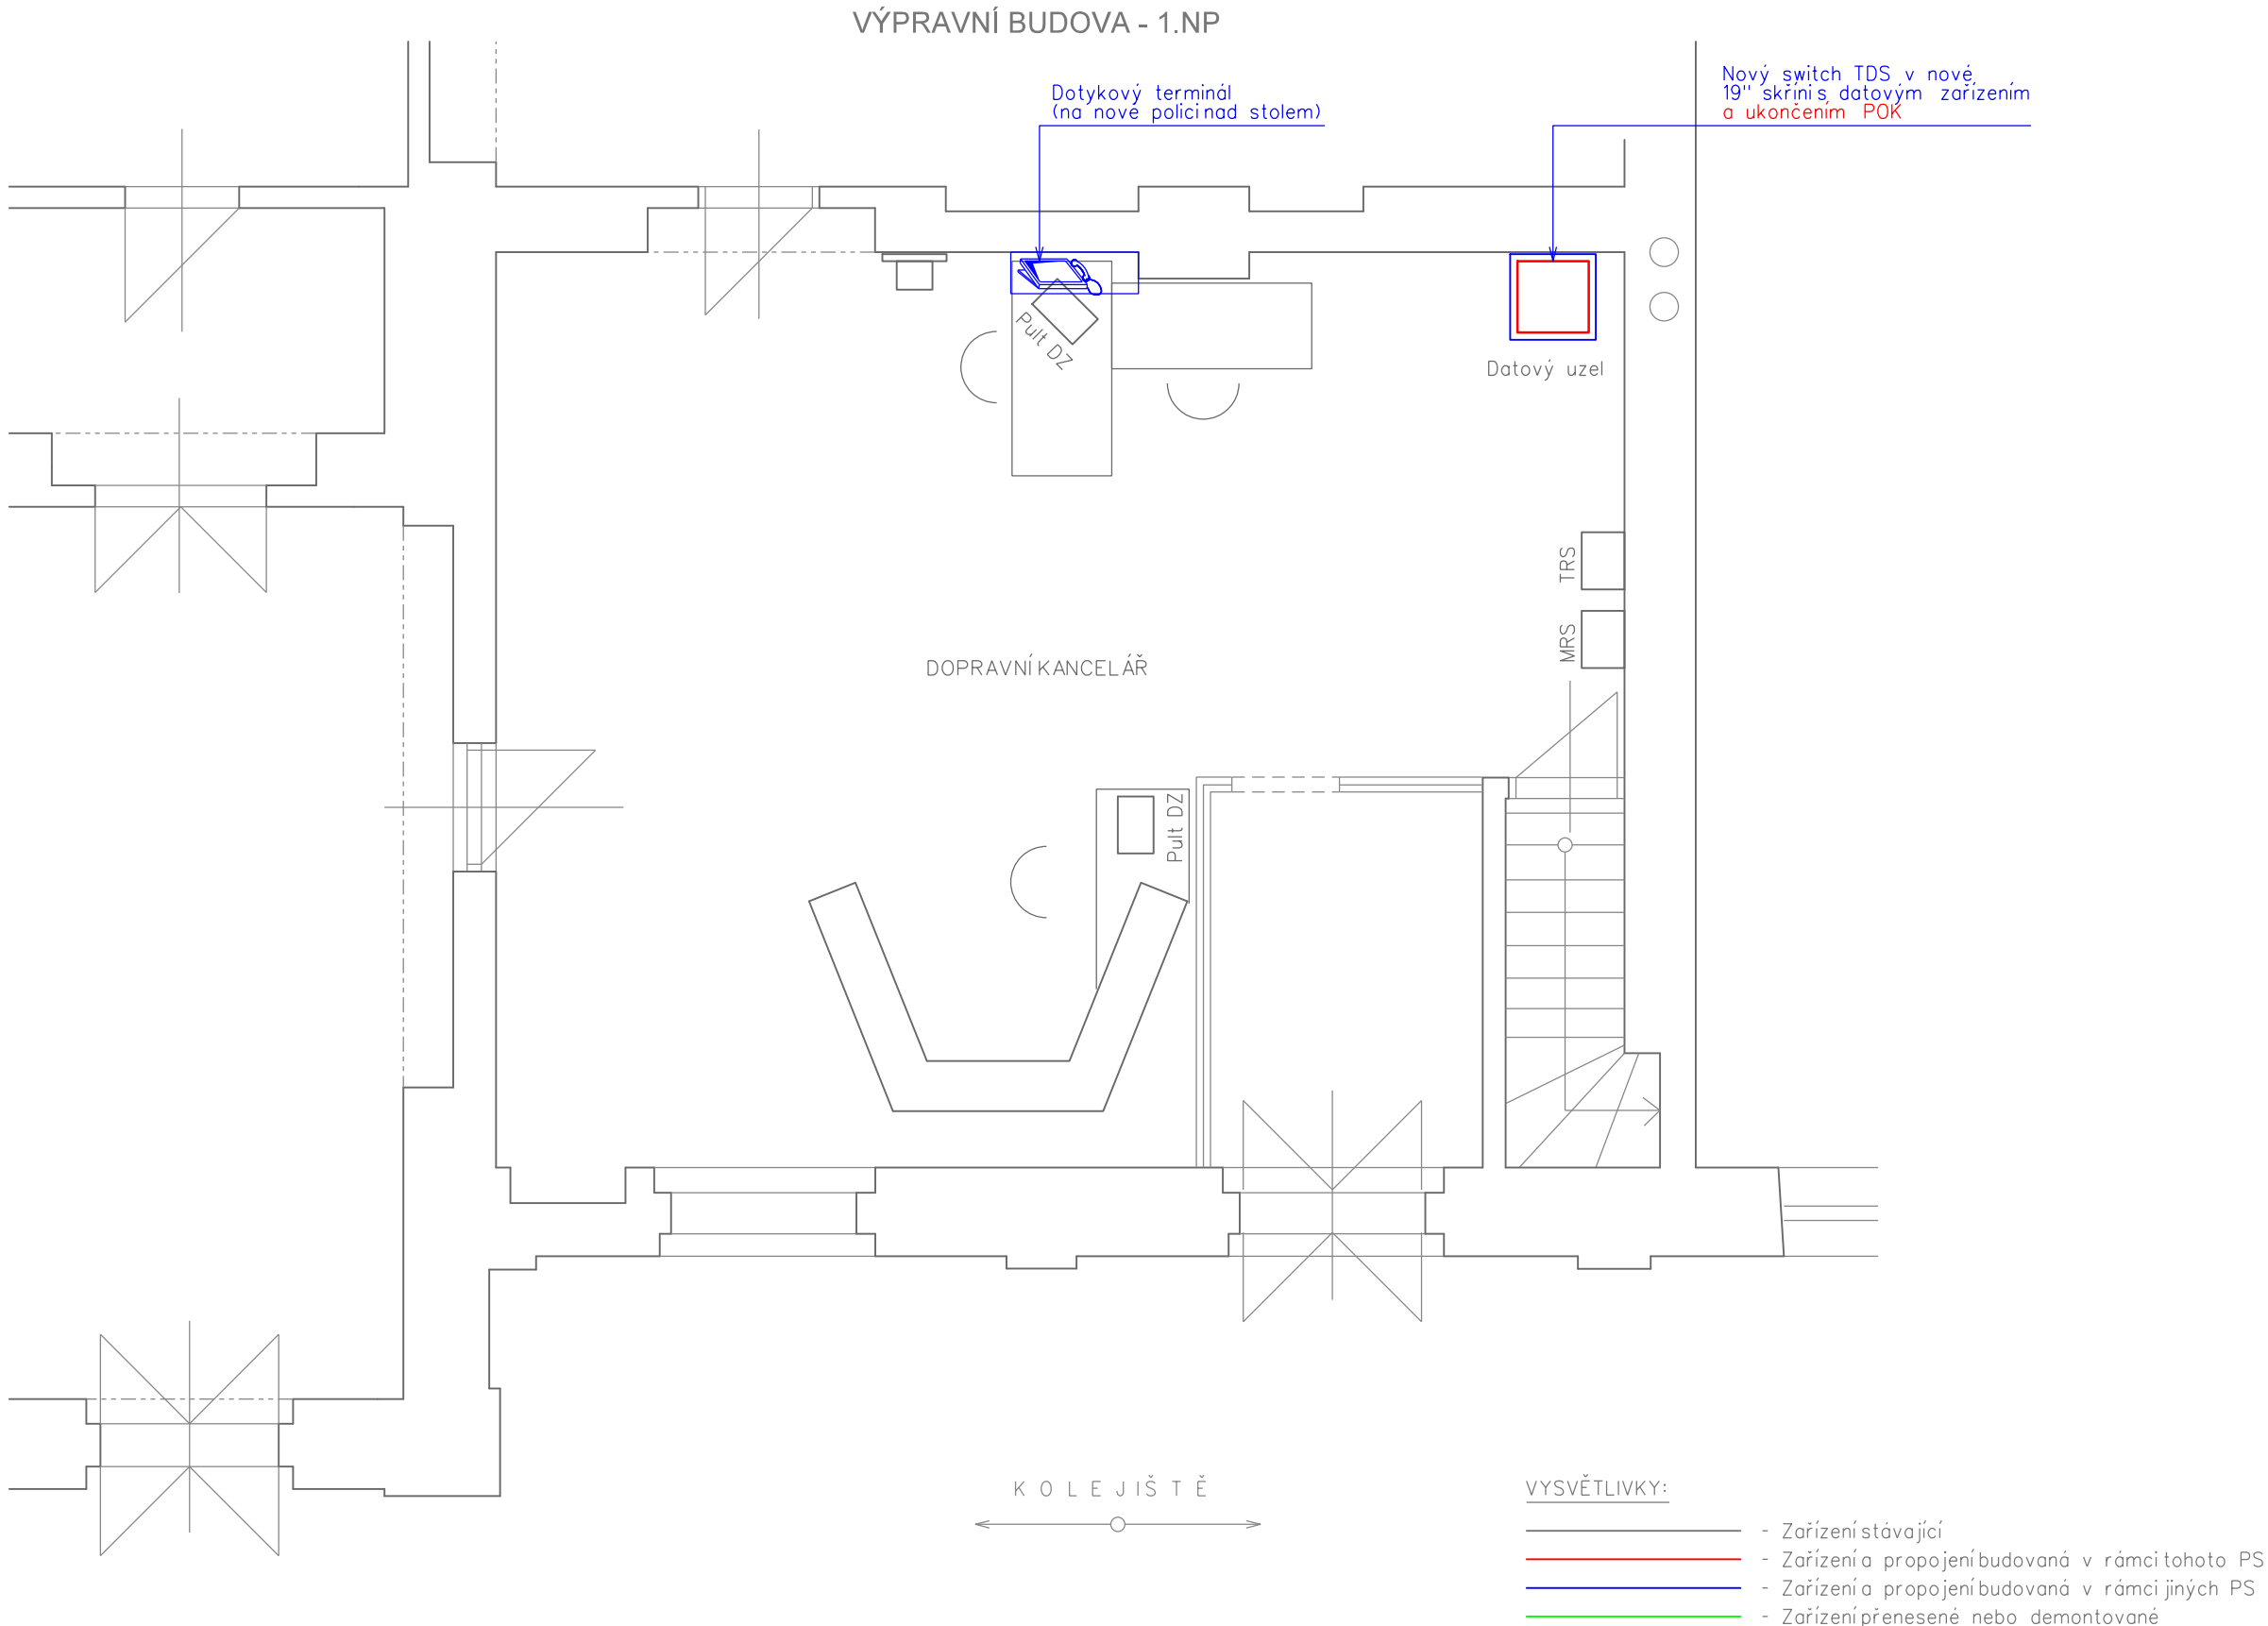 VÝPRAVNÍ BUDOVA - 1.NP
Dotykový terminál
(na nové polici nad stolem)
Nový switch TDS v nové
19" skříni s datovým zařízením
a ukončením POK
Pult DZ
Datový uzel
TRS
MRS
DOPRAVNÍ KANCELÁŘ
Pult DZ
KOLEJIŠTĚ
VYSVĚTLIVKY:
- Zařízení stávající
- Zařízení a propojení budovaná v rámci tohoto PS
- Zařízení a propojení budovaná v rámci jiných PS
- Zařízení přenesené nebo demontované